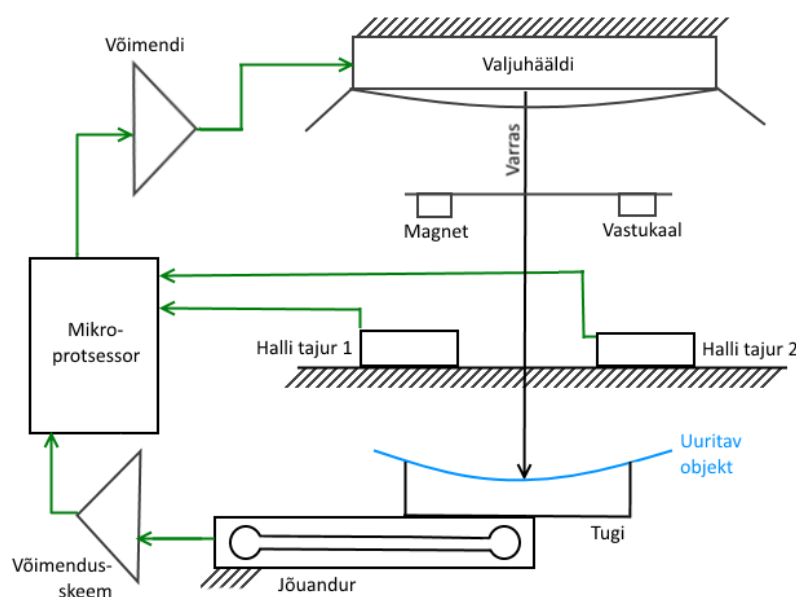 Võimendi
Valjuhääldi
Varras
Magnet
Vastukaal
Mikro-
protsessor
Halli tajur 1
Halli tajur 2
Uuritav
objekt
Tugi
Võimendus-
skeem
Jõuandur